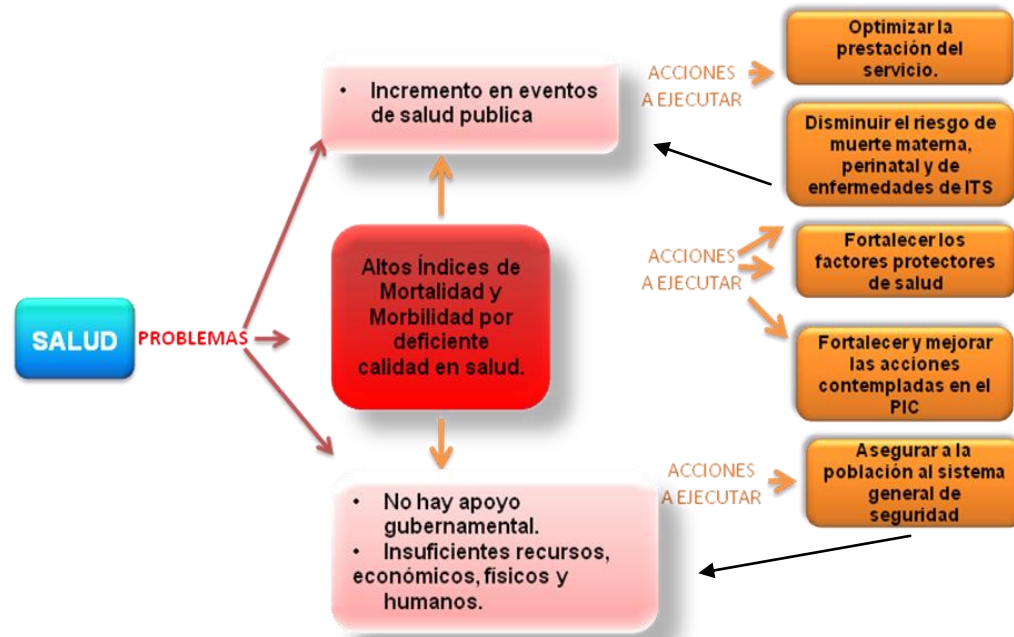 SALUD
PROBLEMAS
• Incremento en eventos
de salud publica
Altos Índices de
Mortalidad y
Morbilidad por
deficiente
calidad en salud.
• No hay apoyo
gubernamental.
• Insuficientes recursos,
económicos, físicos y
humanos.
ACCIONES
A EJECUTAR
Optimizar la
prestación del
servicio.
Disminuir el riesgo de
muerte materna,
perinatal y de
enfermedades de ITS
ACCIONES
A EJECUTAR
Fortalecer los
factores protectores
de salud
Fortalecer y mejorar
las acciones
contempladas en el
PIC
ACCIONES
A EJECUTAR
Asegurar a la
población al sistema
general de
seguridad